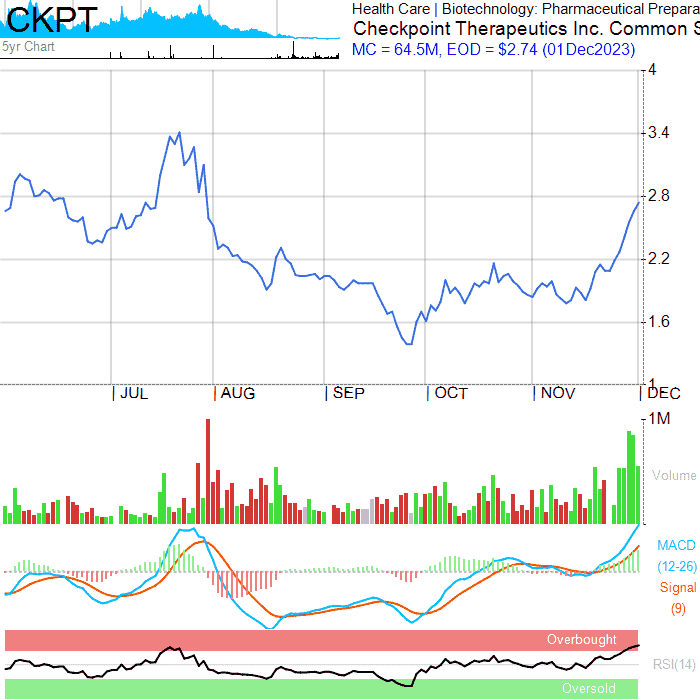 CKPT
5yr Chart
Health Care | Biotechnology: Pharmaceutical Prepara
Checkpoint Therapeutics Inc. Common S
MC = 64.5M, EOD = $2.74 (01Dec2023)
4
3.4
2.8
2.2
1.6
1
JUL AUG SEP OCT NOV DEC
1M
Volume
MACD
(12-26)
Signal
(9)
Overbought
RSI(14)
Oversold